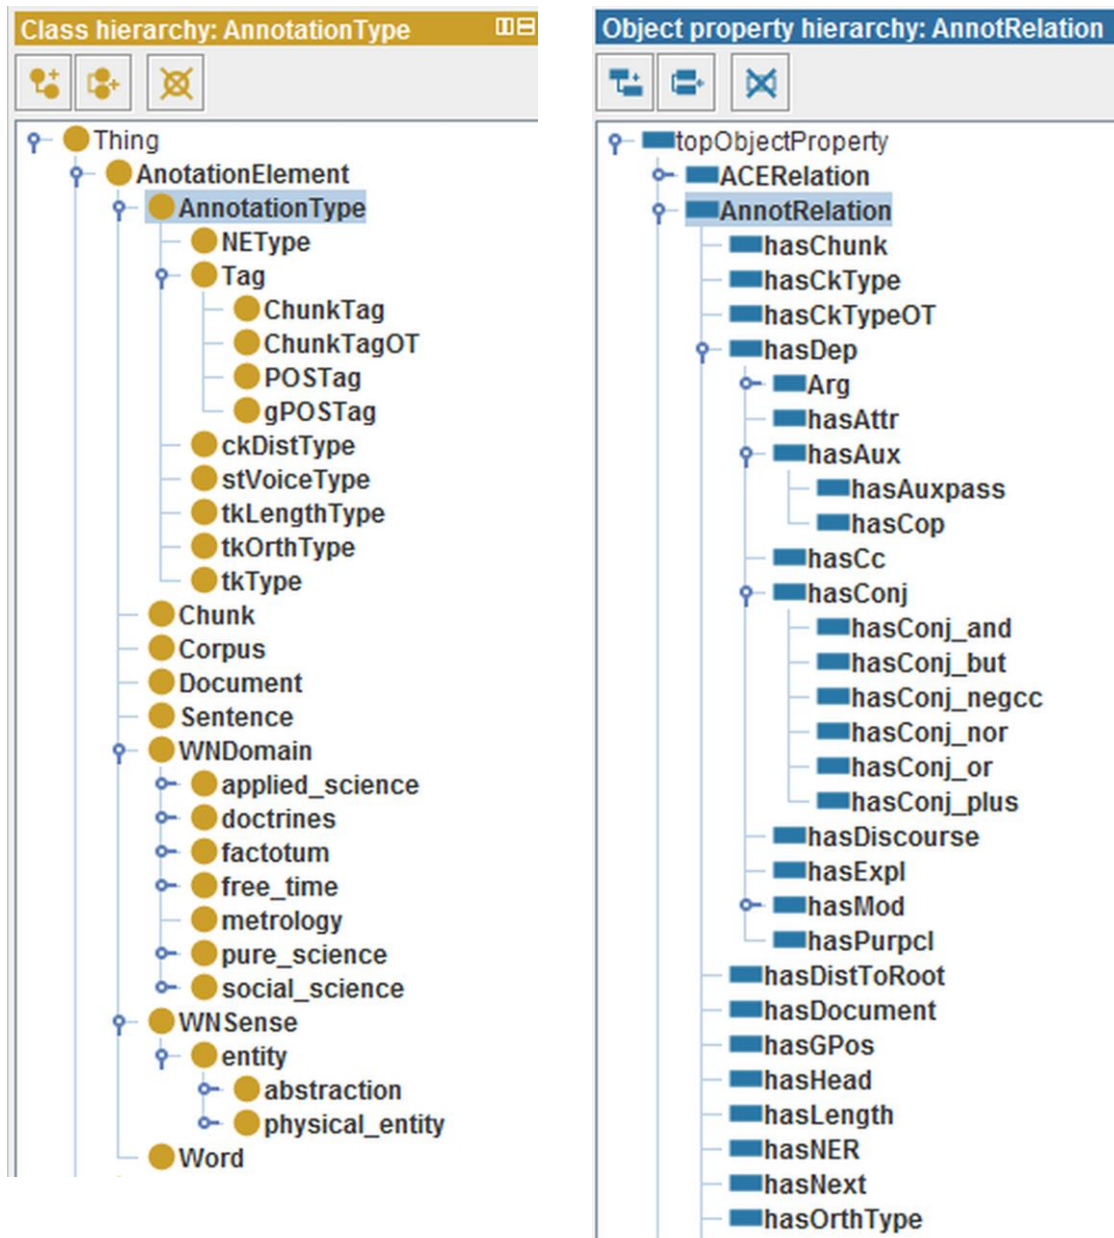 Class hierarchy: AnnotationType
Thing
AnotationElement
AnnotationType
NEType
Tag
ChunkTag
ChunkTagOT
POSTag
gPOSTag
ckDistType
stVoiceType
tkLengthType
tkOrthType
tkType
Chunk
Corpus
Document
Sentence
WNDomain
applied_science
doctrines
factotum
free_time
metrology
pure_science
social_science
WNSense
entity
abstraction
physical_entity
Word
Object property hierarchy: AnnotRelation
topObjectProperty
ACERelation
AnnotRelation
hasChunk
hasCkType
hasCkTypeOT
hasDep
Arg
hasAttr
hasAux
hasAuxpass
hasCop
hasCc
hasConj
hasConj_and
hasConj_but
hasConj_negcc
hasConj_nor
hasConj_or
hasConj_plus
hasDiscourse
hasExpl
hasMod
hasPurpcl
hasDistToRoot
hasDocument
hasGPos
hasHead
hasLength
hasNER
hasNext
hasOrthType